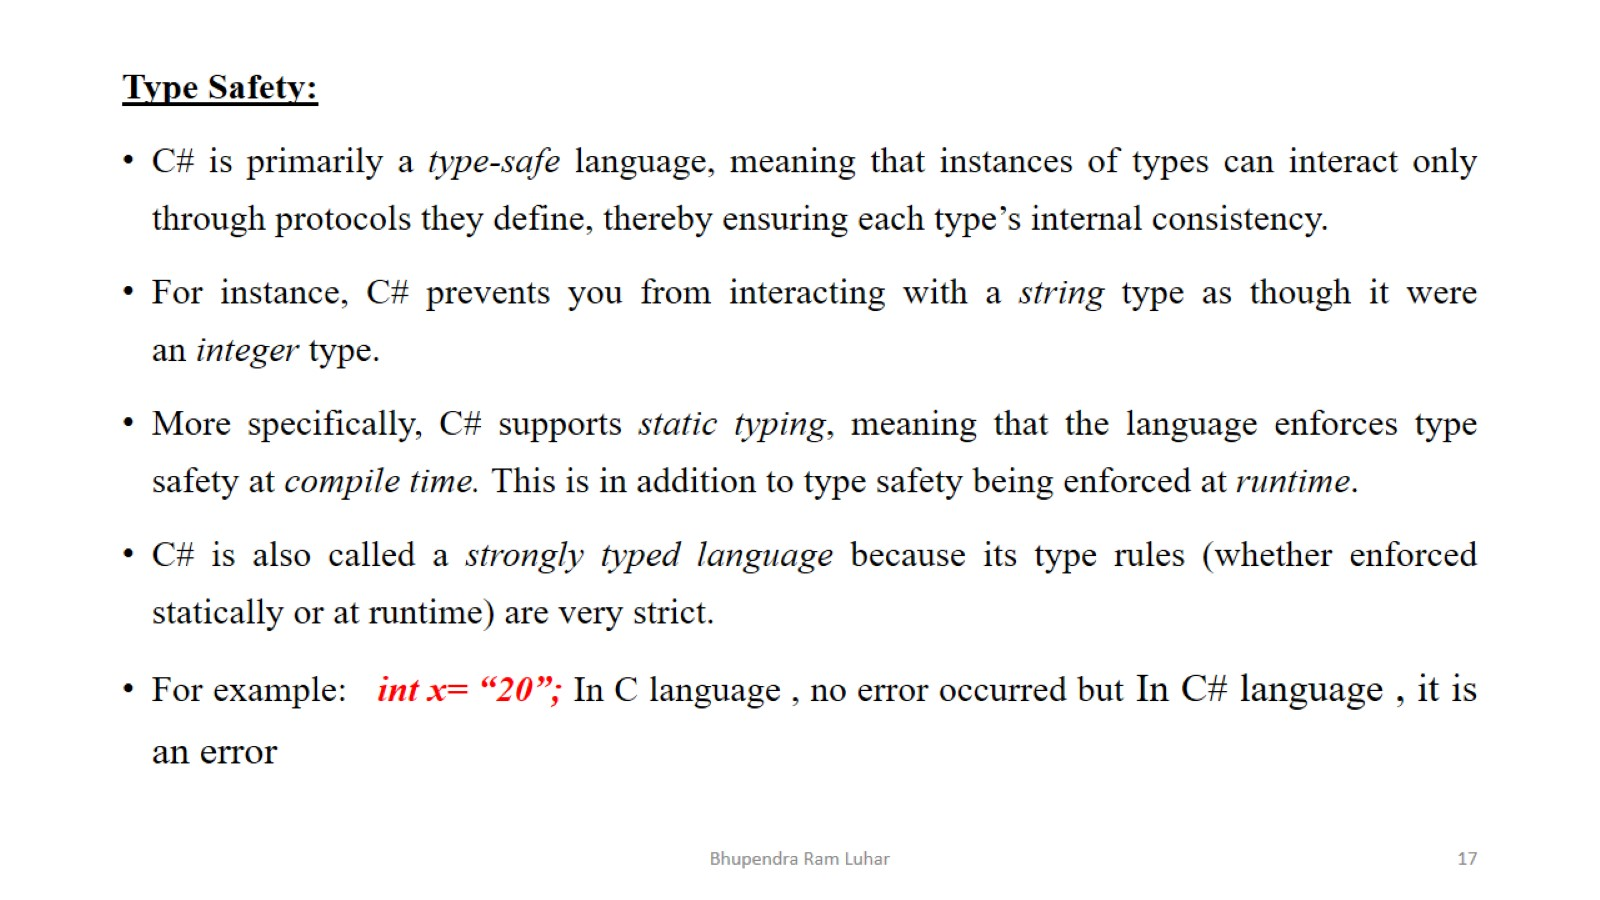 Type Safety:
• C# is primarily a type-safe language, meaning that instances of types can interact only
through protocols they define, thereby ensuring each type’s internal consistency.
• For instance, C# prevents you from interacting with a string type as though it were
an integer type.
• More specifically, C# supports static typing, meaning that the language enforces type
safety at compile time. This is in addition to type safety being enforced at runtime.
• C# is also called a strongly typed language because its type rules (whether enforced
statically or at runtime) are very strict.
• For example: int x= “20”; In C language , no error occurred but In C# language , it is
an error
Bhupendra Ram Luhar
17